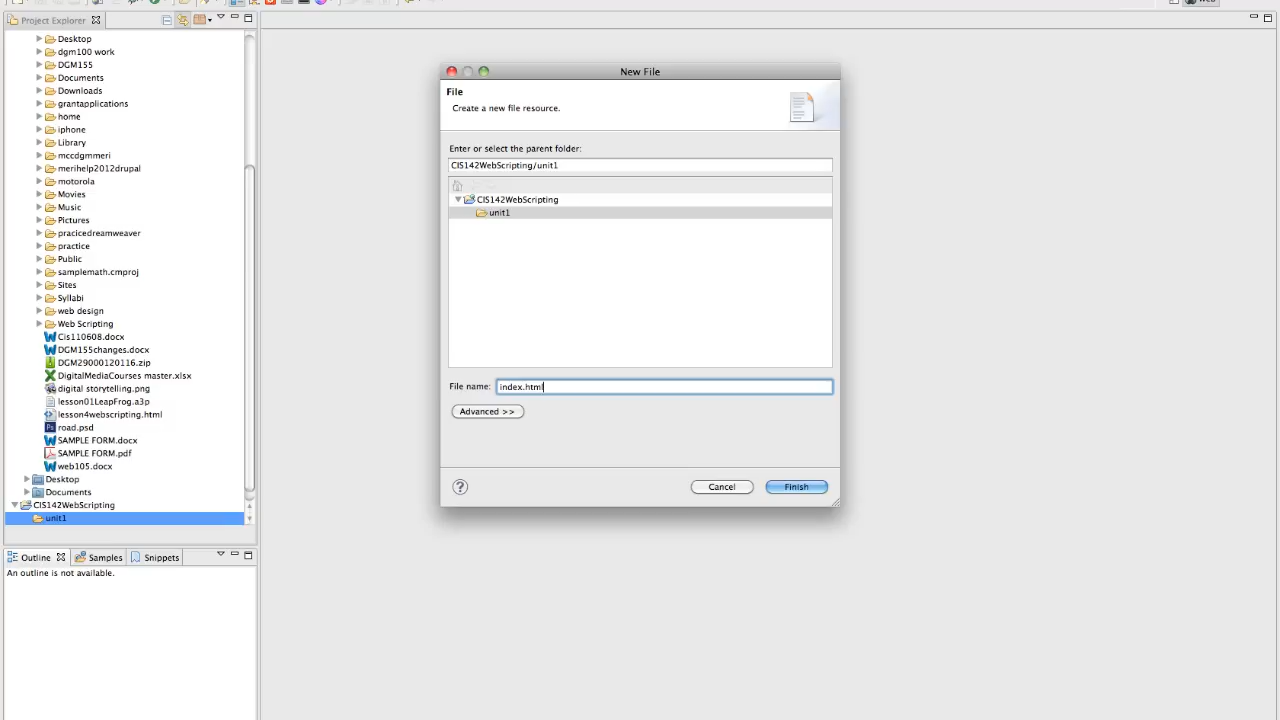 Web
Project Explorer
Desktop
dgm100 work
DGM155
Documents
Downloads
grantapplications
home
iphone
Library
mccdgmmeri
merihelp2012drupal
motorola
Movies
Music
Pictures
pracicedreamweaver
practice
Public
samplemath.cmproj
Sites
Syllabi
web design
Web Scripting
Cis110608.docx
DGM155changes.docx
DGM29000120116.zip
DigitalMediaCourses master.xlsx
digital storytelling.png
lesson01LeapFrog.a3p
lesson4webscripting.html
road.psd
SAMPLE FORM.docx
SAMPLE FORM.pdf
web105.docx
Desktop
Documents
CIS142WebScripting
unit1
Outline Samples Snippets
An outline is not available.
New File
File
Create a new file resource.
Enter or select the parent folder:
CIS142WebScripting/unit1
CIS142WebScripting
unit1
File name: index.html
Advanced >>
? Cancel Finish